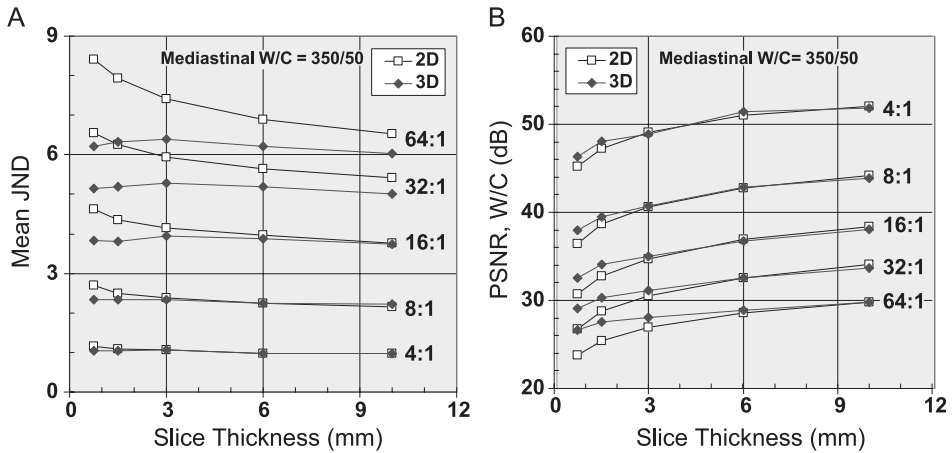 A
Mean JND
9
6
3
0
Mediastinal W/C = 350/50
2D
3D
64:1
32:1
16:1
8:1
4:1
0
3
6
9
12
Slice Thickness (mm)
B
PSNR, W/C (dB)
60
50
40
30
20
Mediastinal W/C= 350/50
2D
3D
4:1
8:1
16:1
32:1
64:1
0
3
6
9
12
Slice Thickness (mm)